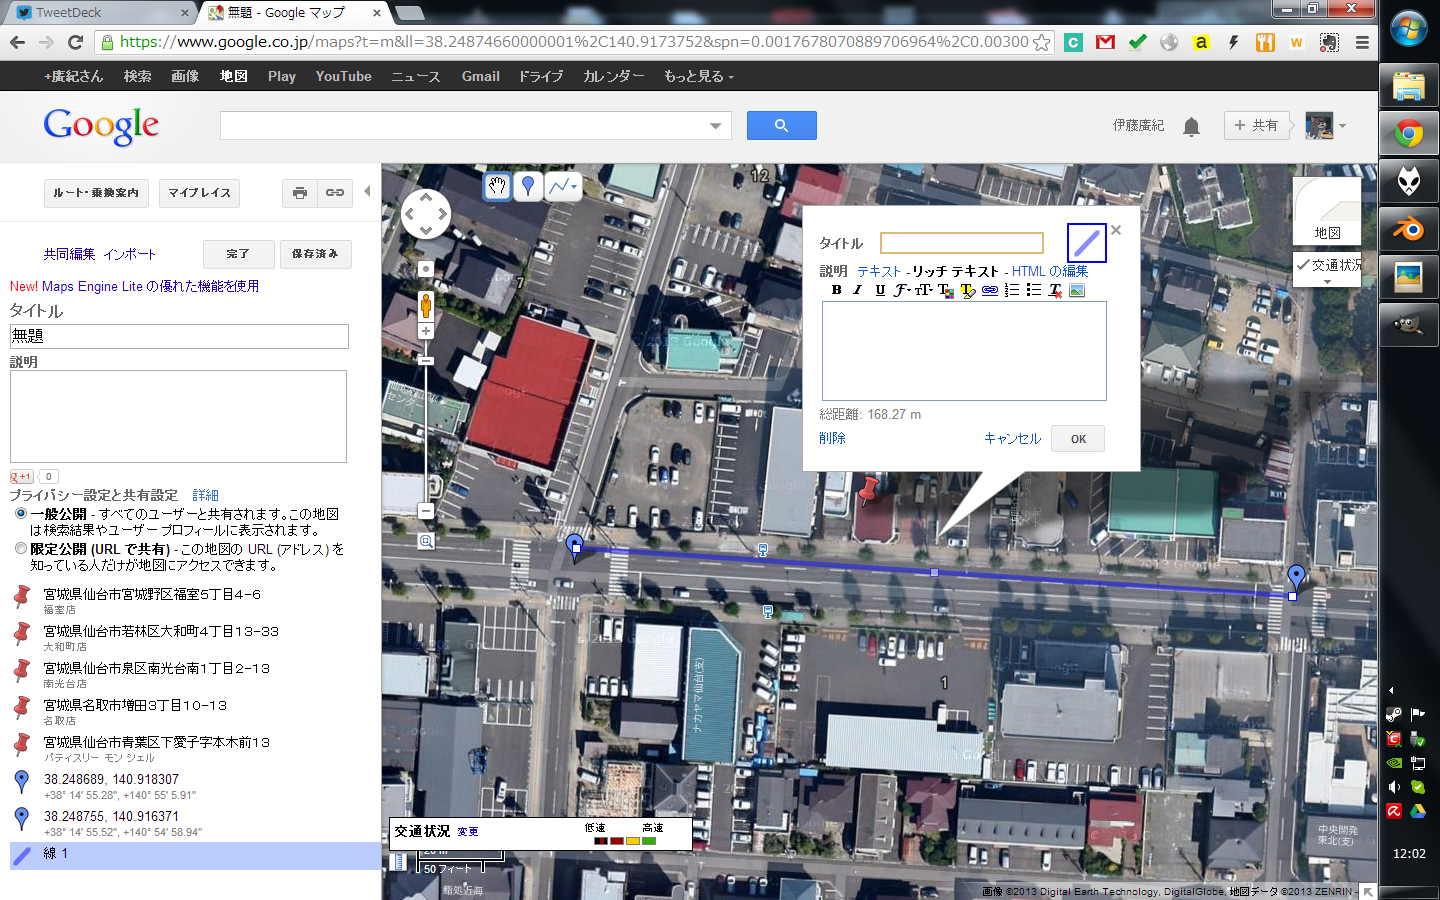 TweetDeck
無題 - Google マップ
https://www.google.co.jp/maps?t=m&ll=38.24874660000001%2C140.9173752&spn=0.0017678070889706964%2C0.00300
+廣紀さん 検索 画像 地図 Play YouTube ニュース Gmail ドライブ カレンダー もっと見る
Google
伊藤廣紀
+ 共有
ルート・乗換案内
マイプレイス
共同編集 インポート
完了
保存済み
New! Maps Engine Lite の優れた機能を使用
タイトル
無題
説明
+1 0
プライバシー設定と共有設定 詳細
一般公開 - すべてのユーザーと共有されます。この地図
は検索結果やユーザー プロフィールに表示されます。
限定公開 (URL で共有) - この地図の URL (アドレス) を
知っている人だけが地図にアクセスできます。
宮城県仙台市宮城野区福室5丁目4-6
福室店
宮城県仙台市若林区大和町4丁目13-33
大和町店
宮城県仙台市泉区南光台南1丁目2-13
南光台店
宮城県名取市増田3丁目10-13
名取店
宮城県仙台市青葉区下愛子字本木前13
パティスリー モン シェル
38.248689, 140.918307
+38° 14' 55.28", +140° 55' 5.91"
38.248755, 140.916371
+38° 14' 55.52", +140° 54' 58.94"
線 1
12
7
タイトル
説明 テキスト - リッチ テキスト - HTML の編集
B I U
総距離: 168.27 m
削除
キャンセル
OK
地図
交通状況
ナカヤマ仙台(支)
1
中央開発
東北(支)
交通状況 変更
低速 高速
20 m
50 フィート
鮨処近海
画像 ©2013 Digital Earth Technology, DigitalGlobe, 地図データ ©2013 ZENRIN -
12:02